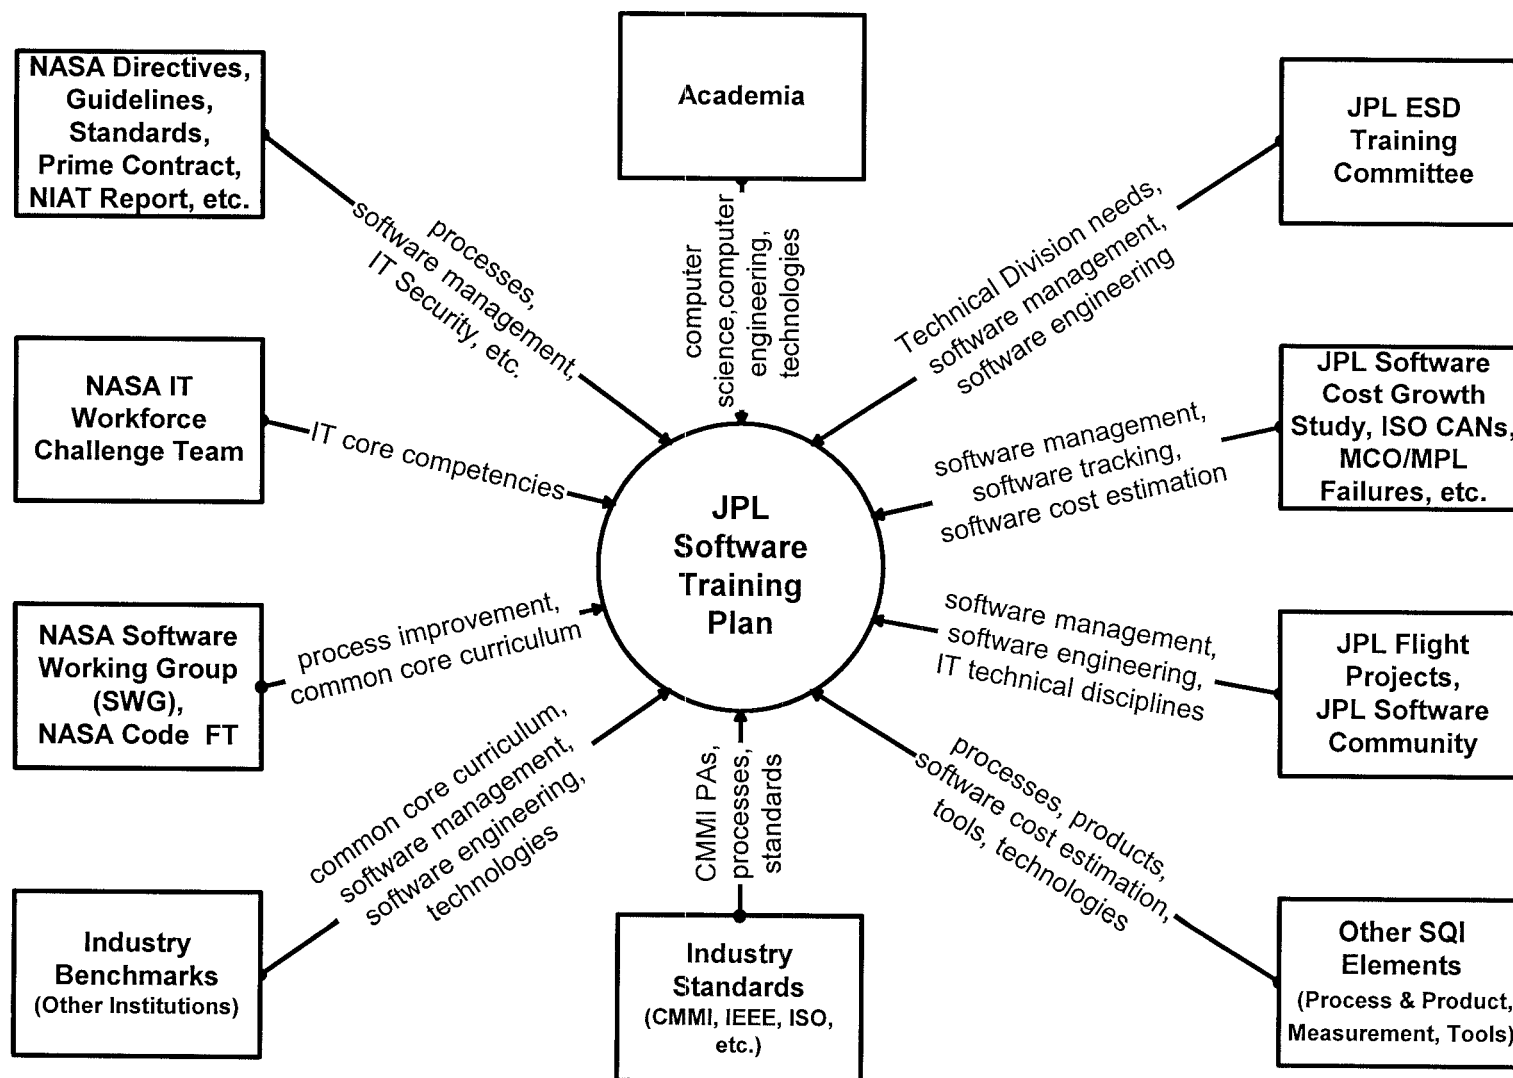 NASA Directives,
Guidelines,
Standards,
Prime Contract,
NIAT Report, etc.
Academia
JPL ESD
Training
Committee
processes,
software management,
IT Security, etc.
computer
science,computer
engineering,
technologies
Technical Division needs,
software management,
software engineering
NASA IT
Workforce
Challenge Team
IT core competencies
JPL Software
Cost Growth
Study, ISO CANs,
MCO/MPL
Failures, etc.
software management,
software tracking,
software cost estimation
JPL
Software
Training
Plan
NASA Software
Working Group
(SWG),
NASA Code FT
process improvement,
common core curriculum
software management,
software engineering,
IT technical disciplines
JPL Flight
Projects,
JPL Software
Community
common core curriculum,
software management,
software engineering,
technologies
CMMI PAs,
processes,
standards
processes, products,
software cost estimation,
tools, technologies
Industry
Benchmarks
(Other Institutions)
Industry
Standards
(CMMI, IEEE, ISO,
etc.)
Other SQI
Elements
(Process & Product,
Measurement, Tools)